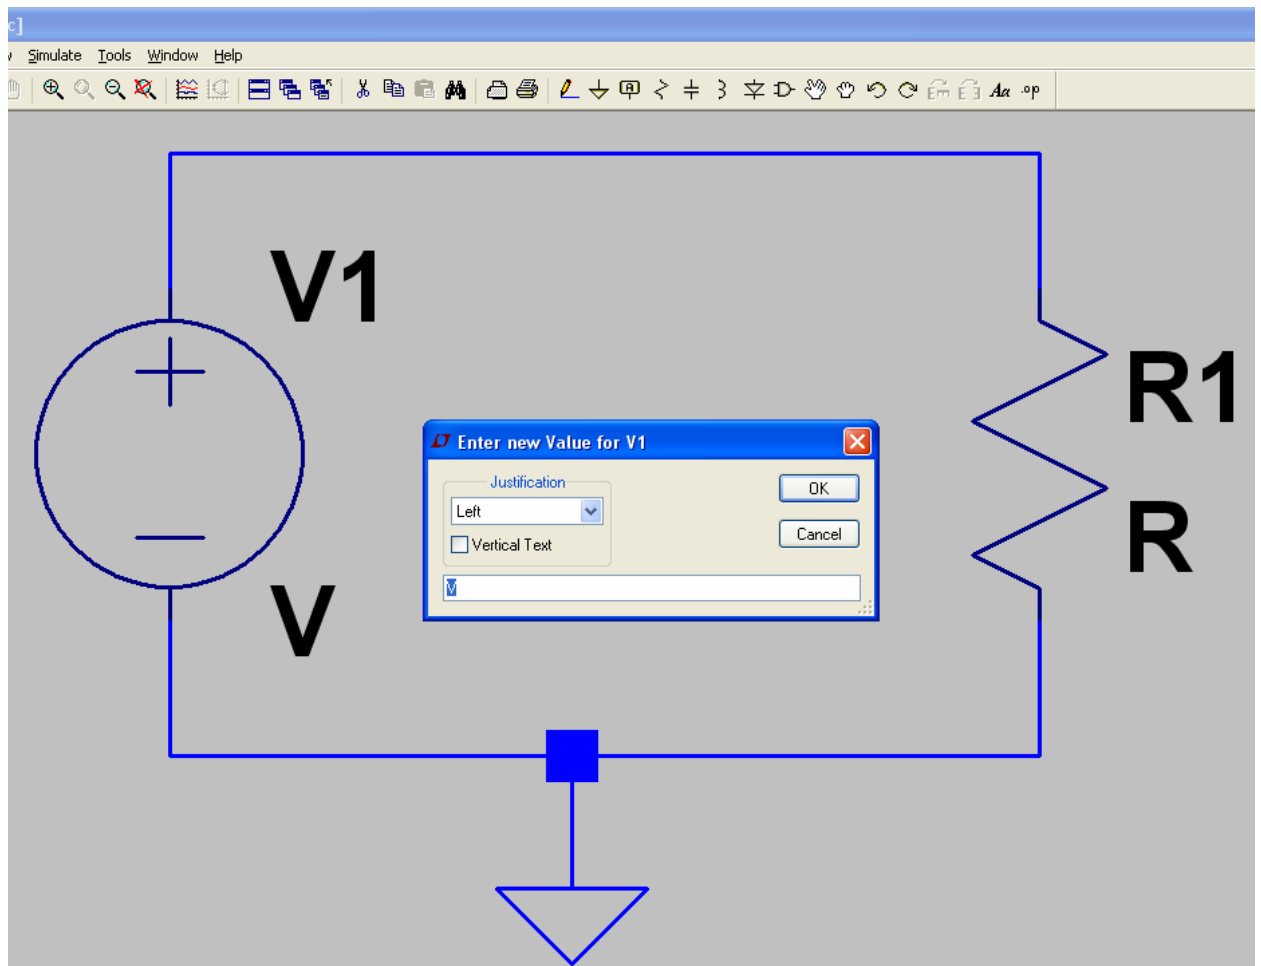 c]
Simulate Tools Window Help
Aa .op
V1
R1
Enter new Value for V1
Justification
OK
Left
Cancel
Vertical Text
R
V
V